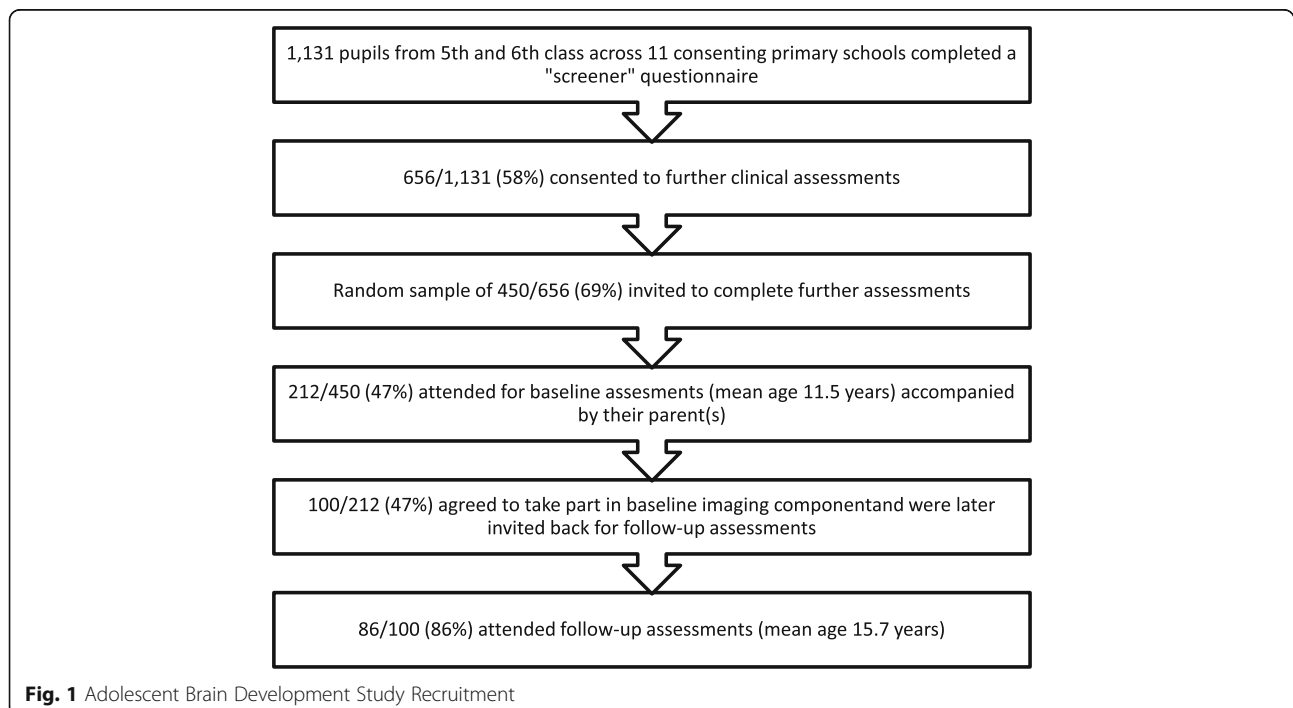 1,131 pupils from 5th and 6th class across 11 consenting primary schools completed a
"screener" questionnaire
656/1,131 (58%) consented to further clinical assessments
Random sample of 450/656 (69%) invited to complete further assessments
212/450 (47%) attended for baseline assesments (mean age 11.5 years) accompanied
by their parent(s)
100/212 (47%) agreed to take part in baseline imaging componentand were later
invited back for follow-up assessments
86/100 (86%) attended follow-up assessments (mean age 15.7 years)
Fig. 1 Adolescent Brain Development Study Recruitment